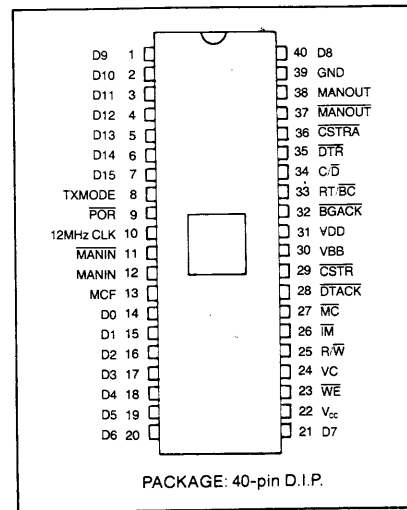 D9 1
D10 2
D11 3
D12 4
D13 5
D14 6
D15 7
TXMODE 8
POR 9
12MHz CLK 10
MANIN 11
MANIN 12
MCF 13
D0 14
D1 15
D2 16
D3 17
D4 18
D5 19
D6 20
40 D8
39 GND
38 MANOUT
37 MANOUT
36 CSTRA
35 DTR
34 C/D
33 RT/BC
32 BGACK
31 VDD
30 VBB
29 CSTR
28 DTACK
27 MC
26 IM
25 R/W
24 VC
23 WE
22 Vcc
21 D7
PACKAGE: 40-pin D.I.P.